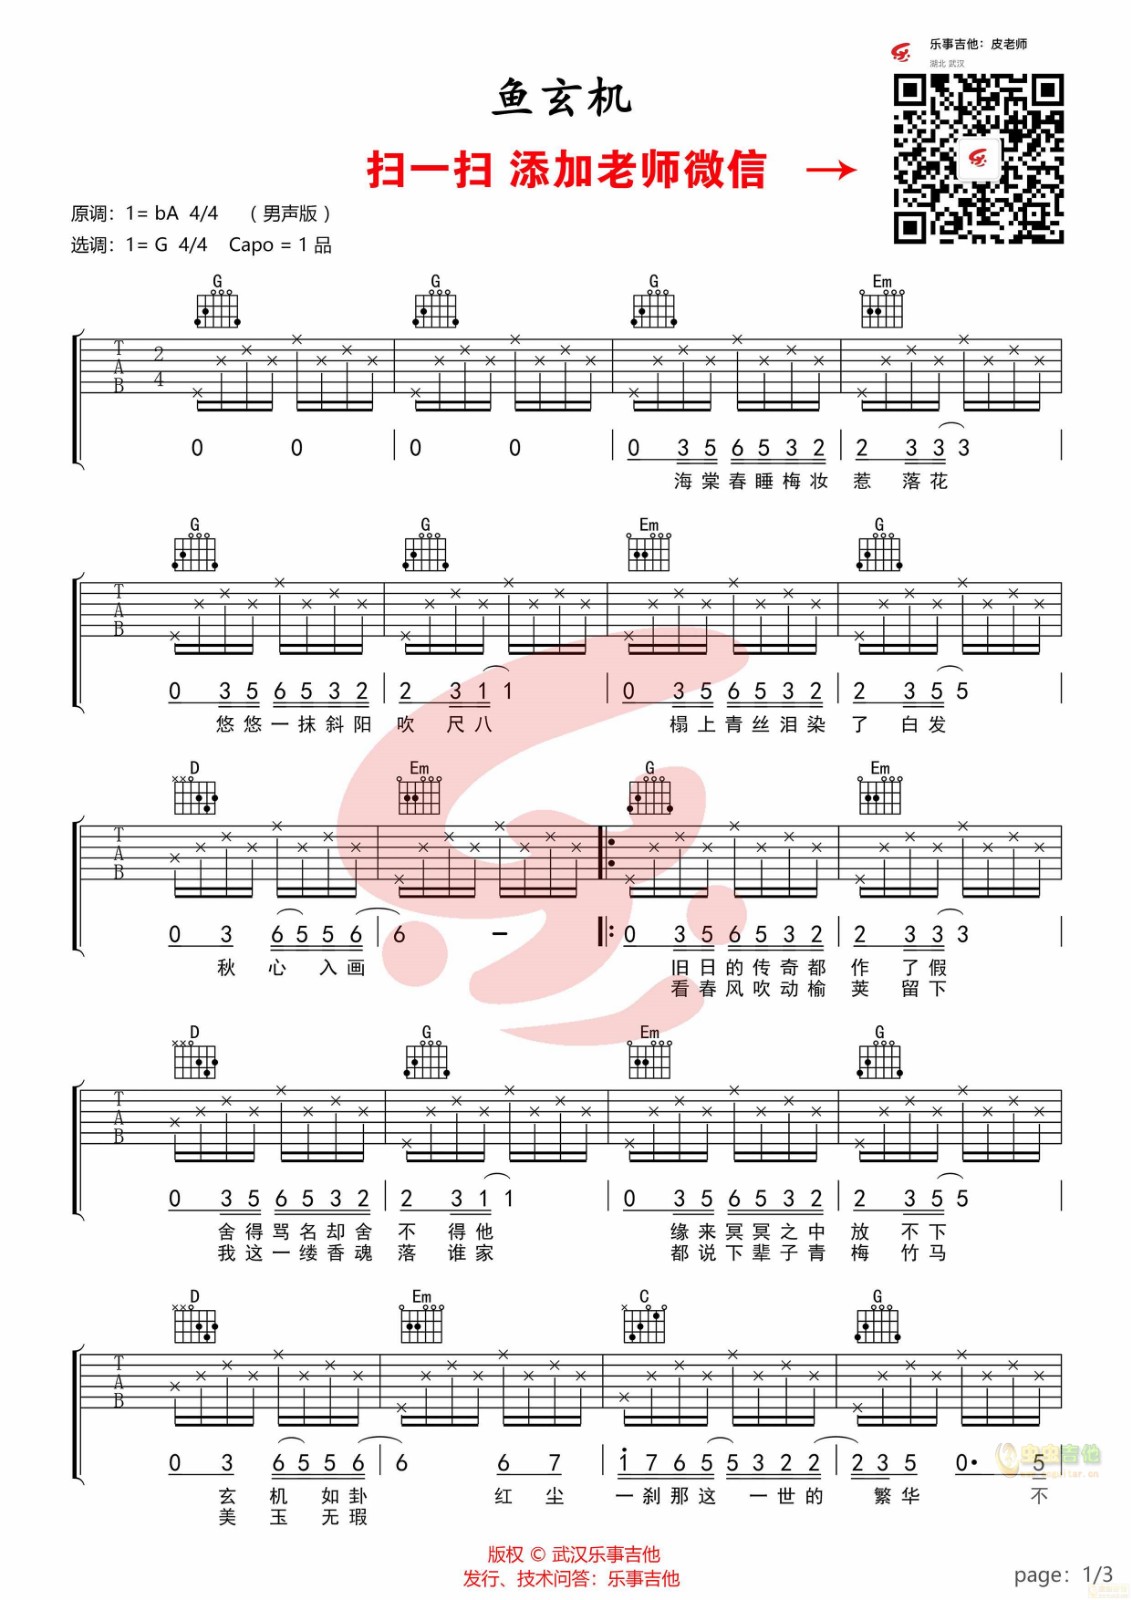 乐事吉他：皮老师
湖北 武汉
鱼玄机
扫一扫 添加老师微信 →
原调：1= bA 4/4 （男声版）
选调：1= G 4/4 Capo = 1 品
G G G Em
T
A
B
2
4
0 0 0 0 0 3 5 6 5 3 2 2 3 3 3
海棠春睡梅妆 惹 落花
G G Em G
T
A
B
0 3 5 6 5 3 2 2 3 1 1 0 3 5 6 5 3 2 2 3 5 5
悠悠一抹斜阳 吹 尺八 榻上青丝泪染 了 白发
D Em G Em
T
A
B
0 3 6 5 5 6 6 – 0 3 5 6 5 3 2 2 3 3 3
秋 心 入画 旧日的传奇都 作 了假
看春风吹动榆 荚 留下
D G Em G
T
A
B
0 3 5 6 5 3 2 2 3 1 1 0 3 5 6 5 3 2 2 3 5 5
舍得骂名却舍 不 得他 缘来冥冥之中 放 不下
我这一缕香魂 落 谁家 都说下辈子青 梅 竹马
D Em C G
T
A
B
0 3 6 5 5 6 6 6 7 1 7 6 5 5 3 2 2 2 3 5 0· 5
玄 机 如卦 红 尘 一刹那这 一世的 繁华 不
美 玉 无瑕
虫虫吉他
版权 © 武汉乐事吉他
发行、技术问答：乐事吉他
page：1/3